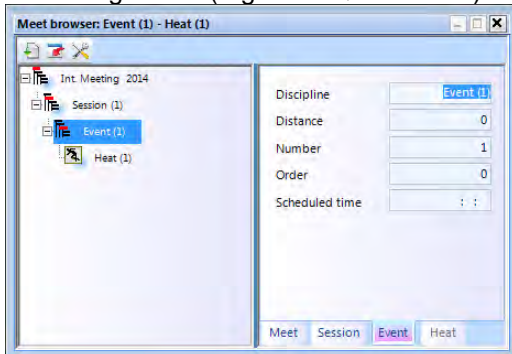 Meet browser: Event (1) - Heat (1)
Int. Meeting 2014
Session (1)
Event (1)
Heat (1)
Discipline Event (1)
Distance 0
Number 1
Order 0
Scheduled time : :
Meet Session Event Heat